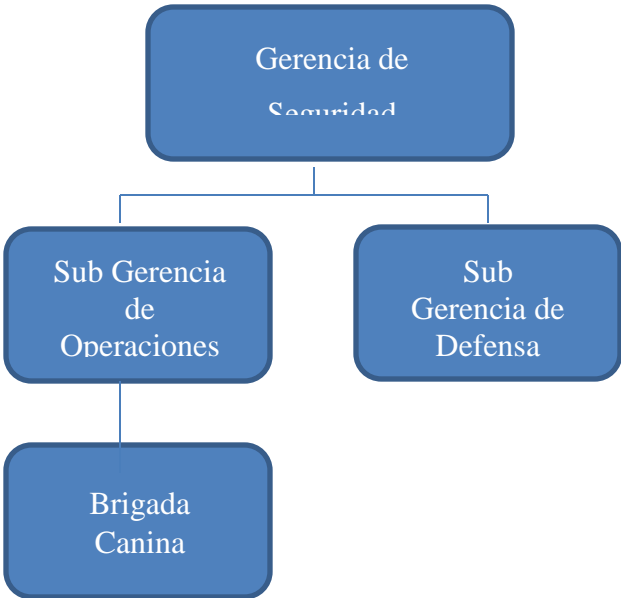 Gerencia de
Seguridad
Sub Gerencia
de
Operaciones
Sub
Gerencia de
Defensa
Brigada
Canina